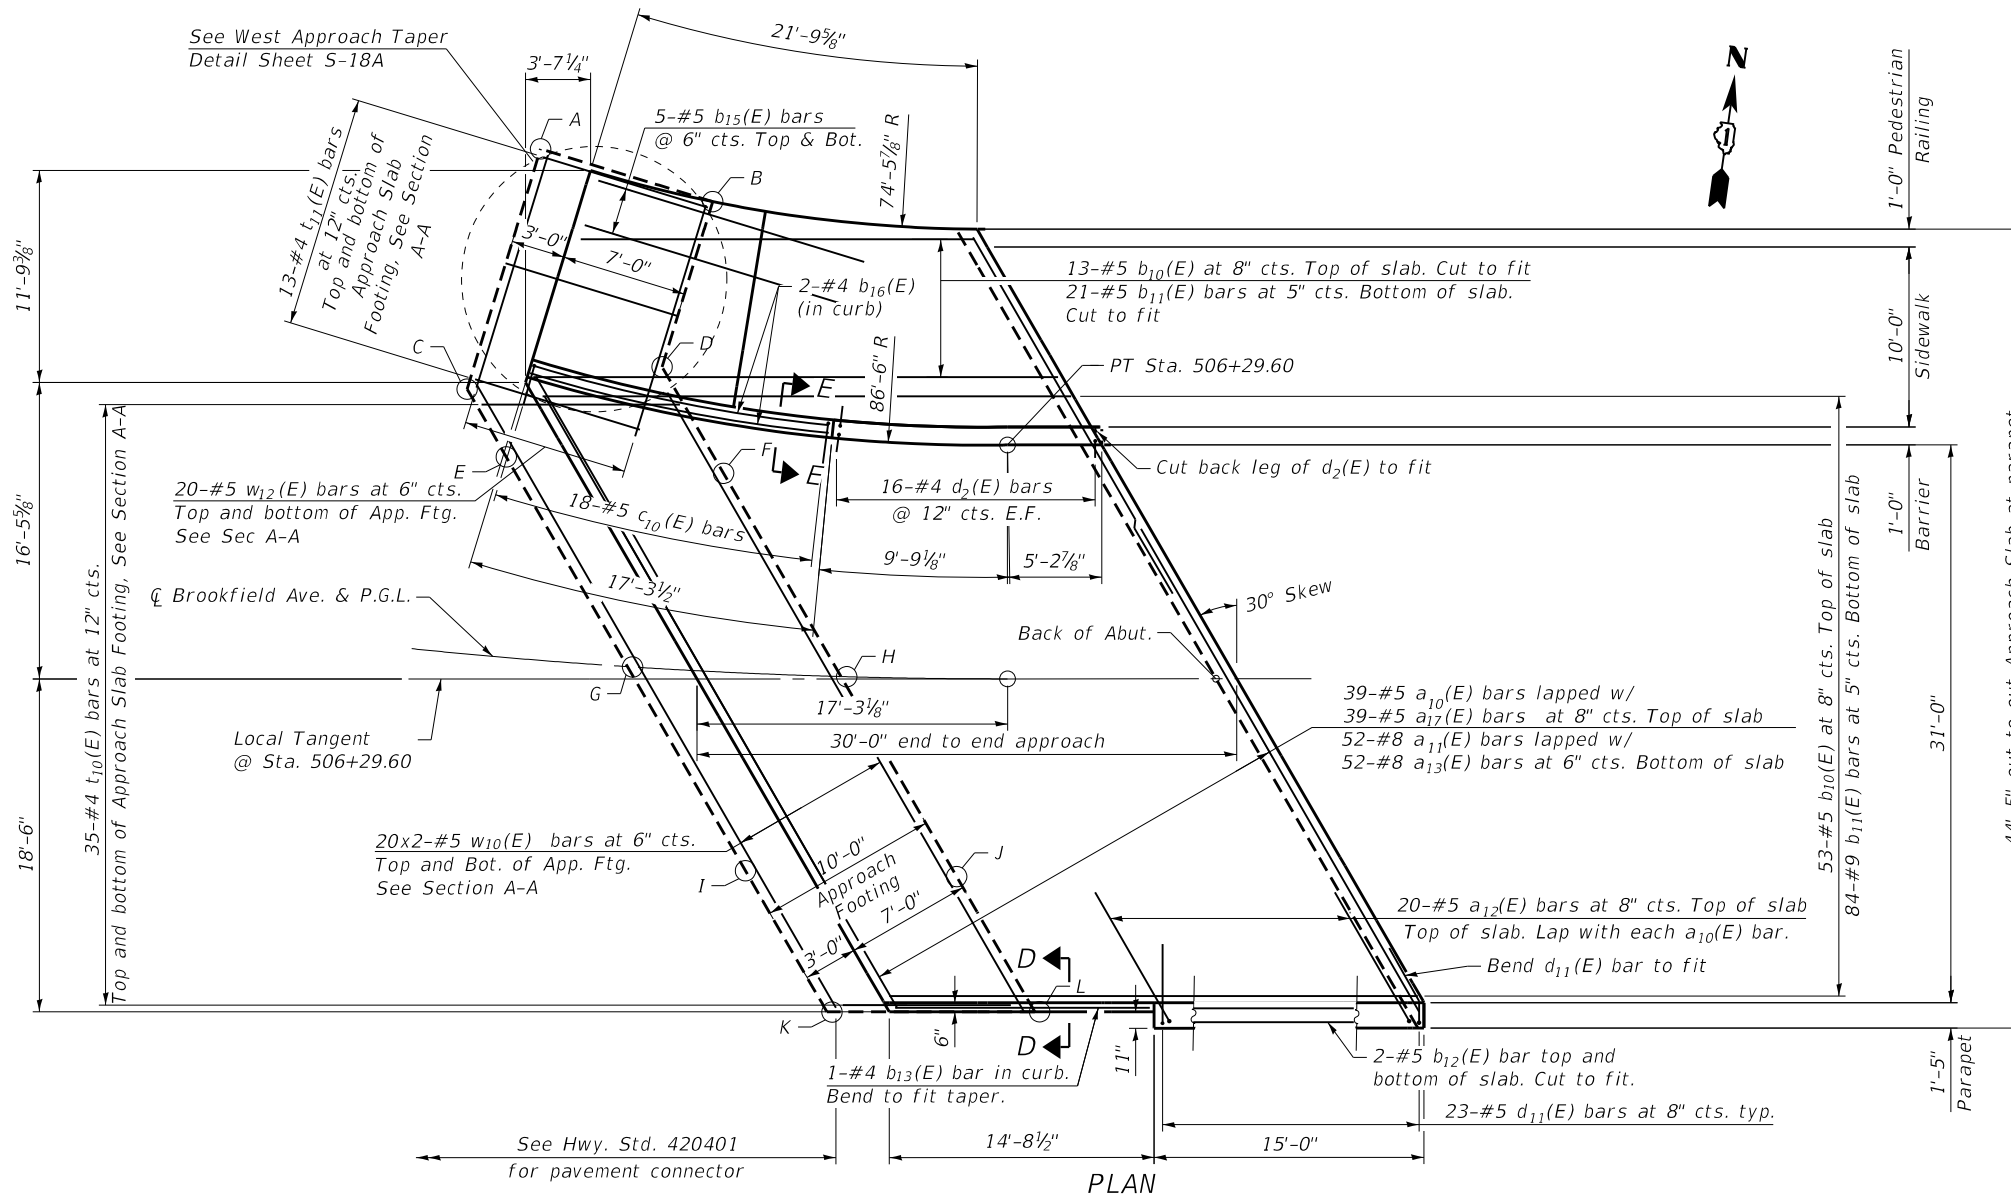 See West Approach Taper
Detail Sheet S-18A
3'-7¼"
21'-9⅝"
N
1
1'-0" Pedestrian
Railing
A
B
5-#5 b15(E) bars
@ 6" cts. Top & Bot.
74'-5⅞" R
13-#4 t11(E) bars
at 12" cts.
Top and bottom of
Approach Slab
Footing, See Section
A-A
11'-9⅜"
3'-0"
7'-0"
2-#4 b16(E)
(in curb)
13-#5 b10(E) at 8" cts. Top of slab. Cut to fit
21-#5 b11(E) bars at 5" cts. Bottom of slab.
Cut to fit
10'-0"
Sidewalk
C
D
E
E
86'-6" R
PT Sta. 506+29.60
E
F
Cut back leg of d2(E) to fit
20-#5 w12(E) bars at 6" cts.
Top and bottom of App. Ftg.
See Sec A-A
18-#5 c10(E) bars
16-#4 d2(E) bars
@ 12" cts. E.F.
1'-0"
Barrier
16'-5⅝"
17'-3½"
9'-9⅛"
5'-2⅞"
30° Skew
℄ Brookfield Ave. & P.G.L.
Back of Abut.
35-#4 t10(E) bars at 12" cts.
Top and bottom of Approach Slab Footing, See Section A-A
G
H
53-#5 b10(E) at 8" cts. Top of slab
84-#9 b11(E) bars at 5" cts. Bottom of slab
31'-0"
17'-3⅛"
39-#5 a10(E) bars lapped w/
39-#5 a17(E) bars at 8" cts. Top of slab
52-#8 a11(E) bars lapped w/
52-#8 a13(E) bars at 6" cts. Bottom of slab
30'-0" end to end approach
Local Tangent
@ Sta. 506+29.60
18'-6"
20x2-#5 w10(E) bars at 6" cts.
Top and Bot. of App. Ftg.
See Section A-A
10'-0"
Approach
Footing
7'-0"
3'-0"
I
J
20-#5 a12(E) bars at 8" cts. Top of slab
Top of slab. Lap with each a10(E) bar.
Bend d11(E) bar to fit
D
K
L
D
6"
11"
1-#4 b13(E) bar in curb.
Bend to fit taper.
2-#5 b12(E) bar top and
bottom of slab. Cut to fit.
23-#5 d11(E) bars at 8" cts. typ.
1'-5"
Parapet
See Hwy. Std. 420401
for pavement connector
14'-8½"
15'-0"
PLAN